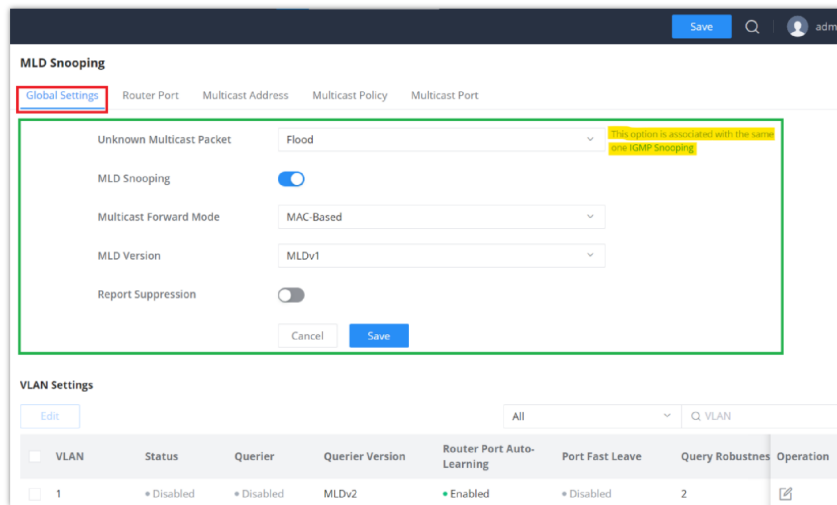 Save
adm
MLD Snooping
Global Settings Router Port Multicast Address Multicast Policy Multicast Port
Unknown Multicast Packet Flood This option is associated with the same
one IGMP Snooping
MLD Snooping
Multicast Forward Mode MAC-Based
MLD Version MLDv1
Report Suppression
Cancel Save
VLAN Settings
Edit All VLAN
VLAN Status Querier Querier Version Router Port Auto-
Learning Port Fast Leave Query Robustnes Operation
1 Disabled Disabled MLDv2 Enabled Disabled 2